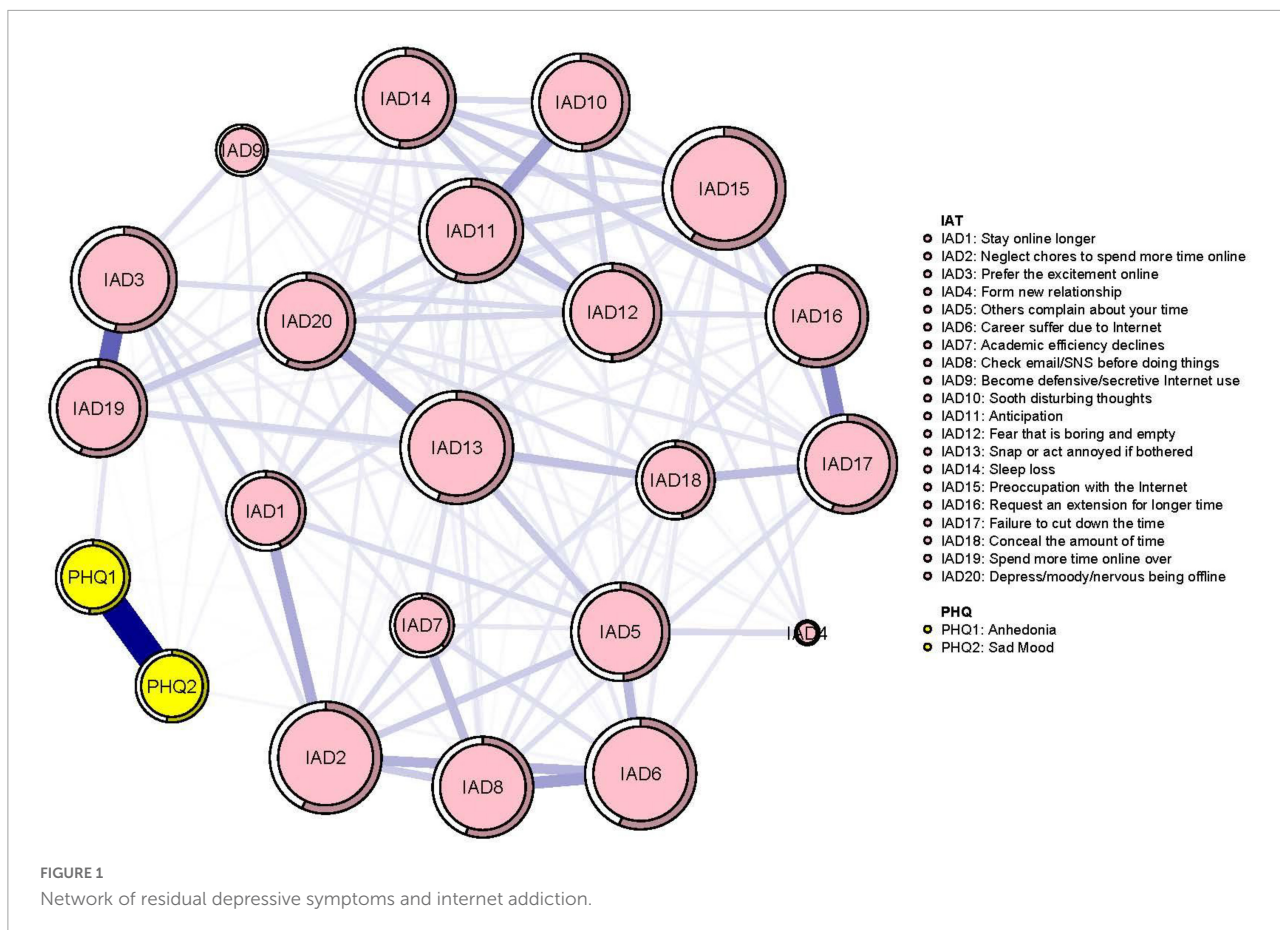 IAD14
IAD10
IAD9
IAD15
IAD11
IAD3
IAD20
IAD12
IAD16
IAD19
IAD13
IAD18
IAD17
IAD1
PHQ1
IAD7
IAD5
IAD4
PHQ2
IAD2
IAD8
IAD6
IAT
IAD1: Stay online longer
IAD2: Neglect chores to spend more time online
IAD3: Prefer the excitement online
IAD4: Form new relationship
IAD5: Others complain about your time
IAD6: Career suffer due to Internet
IAD7: Academic efficiency declines
IAD8: Check email/SNS before doing things
IAD9: Become defensive/secretive Internet use
IAD10: Sooth disturbing thoughts
IAD11: Anticipation
IAD12: Fear that is boring and empty
IAD13: Snap or act annoyed if bothered
IAD14: Sleep loss
IAD15: Preoccupation with the Internet
IAD16: Request an extension for longer time
IAD17: Failure to cut down the time
IAD18: Conceal the amount of time
IAD19: Spend more time online over
IAD20: Depress/moody/nervous being offline
PHQ
PHQ1: Anhedonia
PHQ2: Sad Mood
FIGURE 1
Network of residual depressive symptoms and internet addiction.